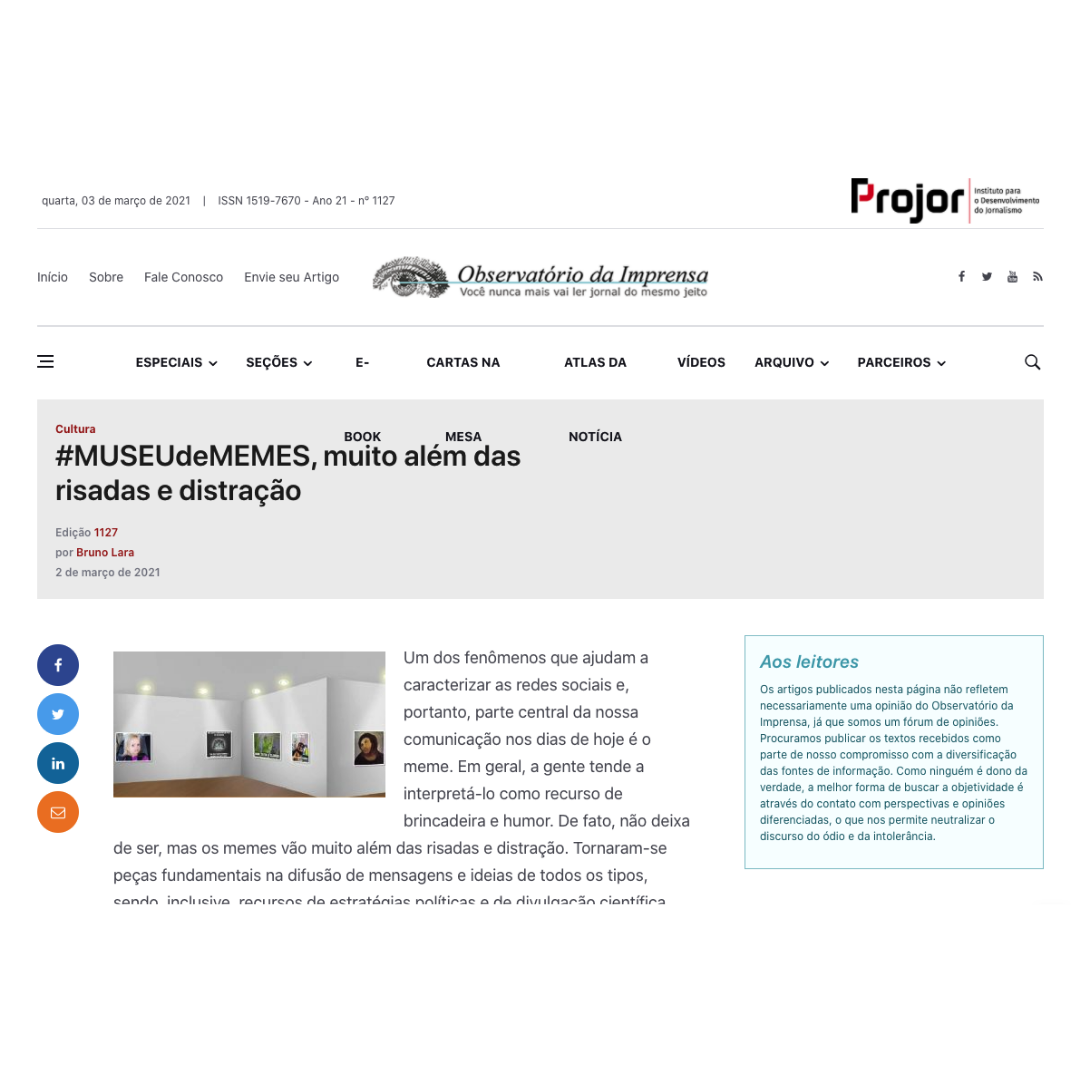 quarta, 03 de março de 2021 | ISSN 1519-7670 - Ano 21 - nº 1127
Projor
Instituto para
o Desenvolvimento
do Jornalismo
Início Sobre Fale Conosco Envie seu Artigo
Observatório da Imprensa
Você nunca mais vai ler jornal do mesmo jeito
ESPECIAIS SEÇÕES E- CARTAS NA ATLAS DA VÍDEOS ARQUIVO PARCEIROS
BOOK MESA NOTÍCIA
Cultura
#MUSEUdeMEMES, muito além das
risadas e distração
Edição 1127
por Bruno Lara
2 de março de 2021
Um dos fenômenos que ajudam a
caracterizar as redes sociais e,
portanto, parte central da nossa
comunicação nos dias de hoje é o
meme. Em geral, a gente tende a
interpretá-lo como recurso de
brincadeira e humor. De fato, não deixa
de ser, mas os memes vão muito além das risadas e distração. Tornaram-se
peças fundamentais na difusão de mensagens e ideias de todos os tipos,
sendo, inclusive, recursos de estratégias políticas e de divulgação científica
Aos leitores
Os artigos publicados nesta página não refletem
necessariamente uma opinião do Observatório da
Imprensa, já que somos um fórum de opiniões.
Procuramos publicar os textos recebidos como
parte de nosso compromisso com a diversificação
das fontes de informação. Como ninguém é dono da
verdade, a melhor forma de buscar a objetividade é
através do contato com perspectivas e opiniões
diferenciadas, o que nos permite neutralizar o
discurso do ódio e da intolerância.